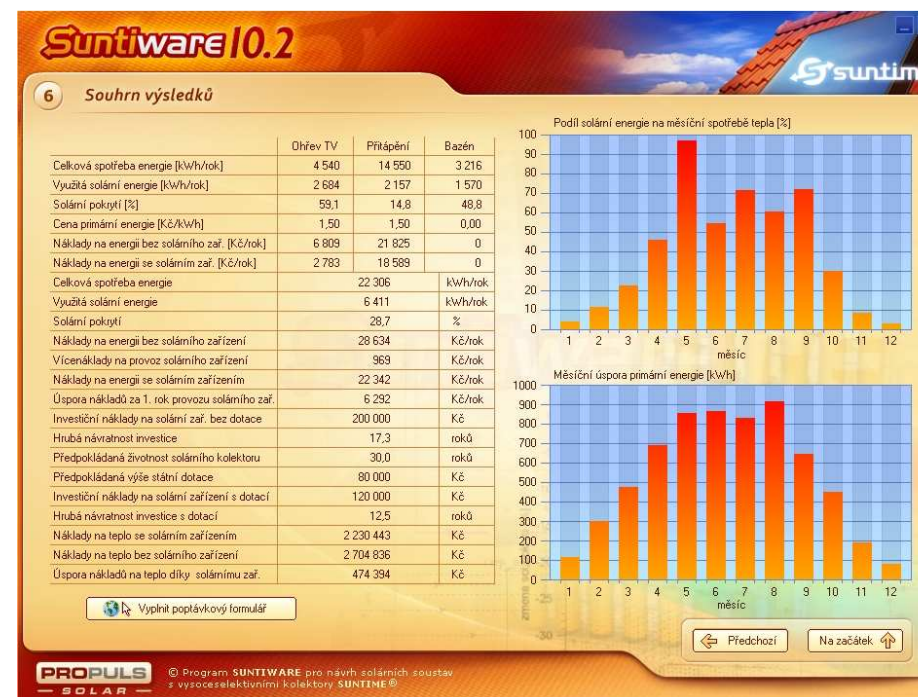 Suntiware 10.2
suntim
6 Souhrn výsledků
Ohřev TV Přitápění Bazén
Celková spotřeba energie [kWh/rok] 4 540 14 550 3 216
Využitá solární energie [kWh/rok] 2 684 2 157 1 570
Solární pokrytí [%] 59,1 14,8 48,8
Cena primární energie [Kč/kWh] 1,50 1,50 0,00
Náklady na energii bez solárního zař. [Kč/rok] 6 809 21 825 0
Náklady na energii se solárním zař. [Kč/rok] 2 783 18 589 0
Celková spotřeba energie 22 306 kWh/rok
Využitá solární energie 6 411 kWh/rok
Solární pokrytí 28,7 %
Náklady na energii bez solárního zařízení 28 634 Kč/rok
Vícenáklady na provoz solárního zařízení 969 Kč/rok
Náklady na energii se solárním zařízením 22 342 Kč/rok
Úspora nákladů za 1. rok provozu solárního zař. 6 292 Kč/rok
Investiční náklady na solární zař. bez dotace 200 000 Kč
Hrubá návratnost investice 17,3 roků
Předpokládaná životnost solárního kolektoru 30,0 roků
Předpokládaná výše státní dotace 80 000 Kč
Investiční náklady na solární zařízení s dotací 120 000 Kč
Hrubá návratnost investice s dotací 12,5 roků
Náklady na teplo se solárním zařízením 2 230 443 Kč
Náklady na teplo bez solárního zařízení 2 704 836 Kč
Úspora nákladů na teplo díky solárnímu zař. 474 394 Kč
Vyplnit poptávkový formulář
Podíl solární energie na měsíční spotřebě tepla [%]
100
90
80
70
60
50
40
30
20
10
0
1 2 3 4 5 6 7 8 9 10 11 12
měsíc
Měsíční úspora primární energie [kWh]
1000
900
800
700
600
500
400
300
200
100
0
1 2 3 4 5 6 7 8 9 10 11 12
měsíc
-30
Předchozí Na začátek
PROPULS
SOLAR
© Program SUNTIWARE pro návrh solárních soustav
s vysoceselektivními kolektory SUNTIME®